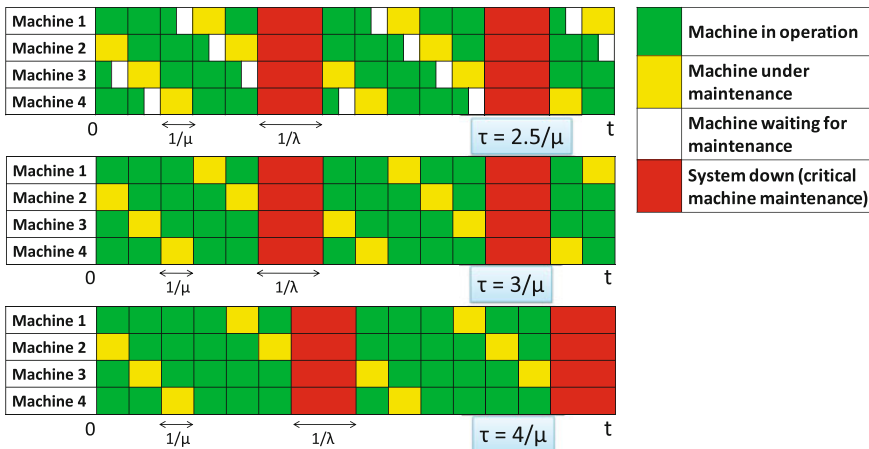 Machine 1
Machine 2
Machine 3
Machine 4
0
1/μ
1/λ
τ = 2.5/μ
t
Machine 1
Machine 2
Machine 3
Machine 4
0
1/μ
1/λ
τ = 3/μ
t
Machine 1
Machine 2
Machine 3
Machine 4
0
1/μ
1/λ
τ = 4/μ
t
Machine in operation
Machine under
maintenance
Machine waiting for
maintenance
System down (critical
machine maintenance)